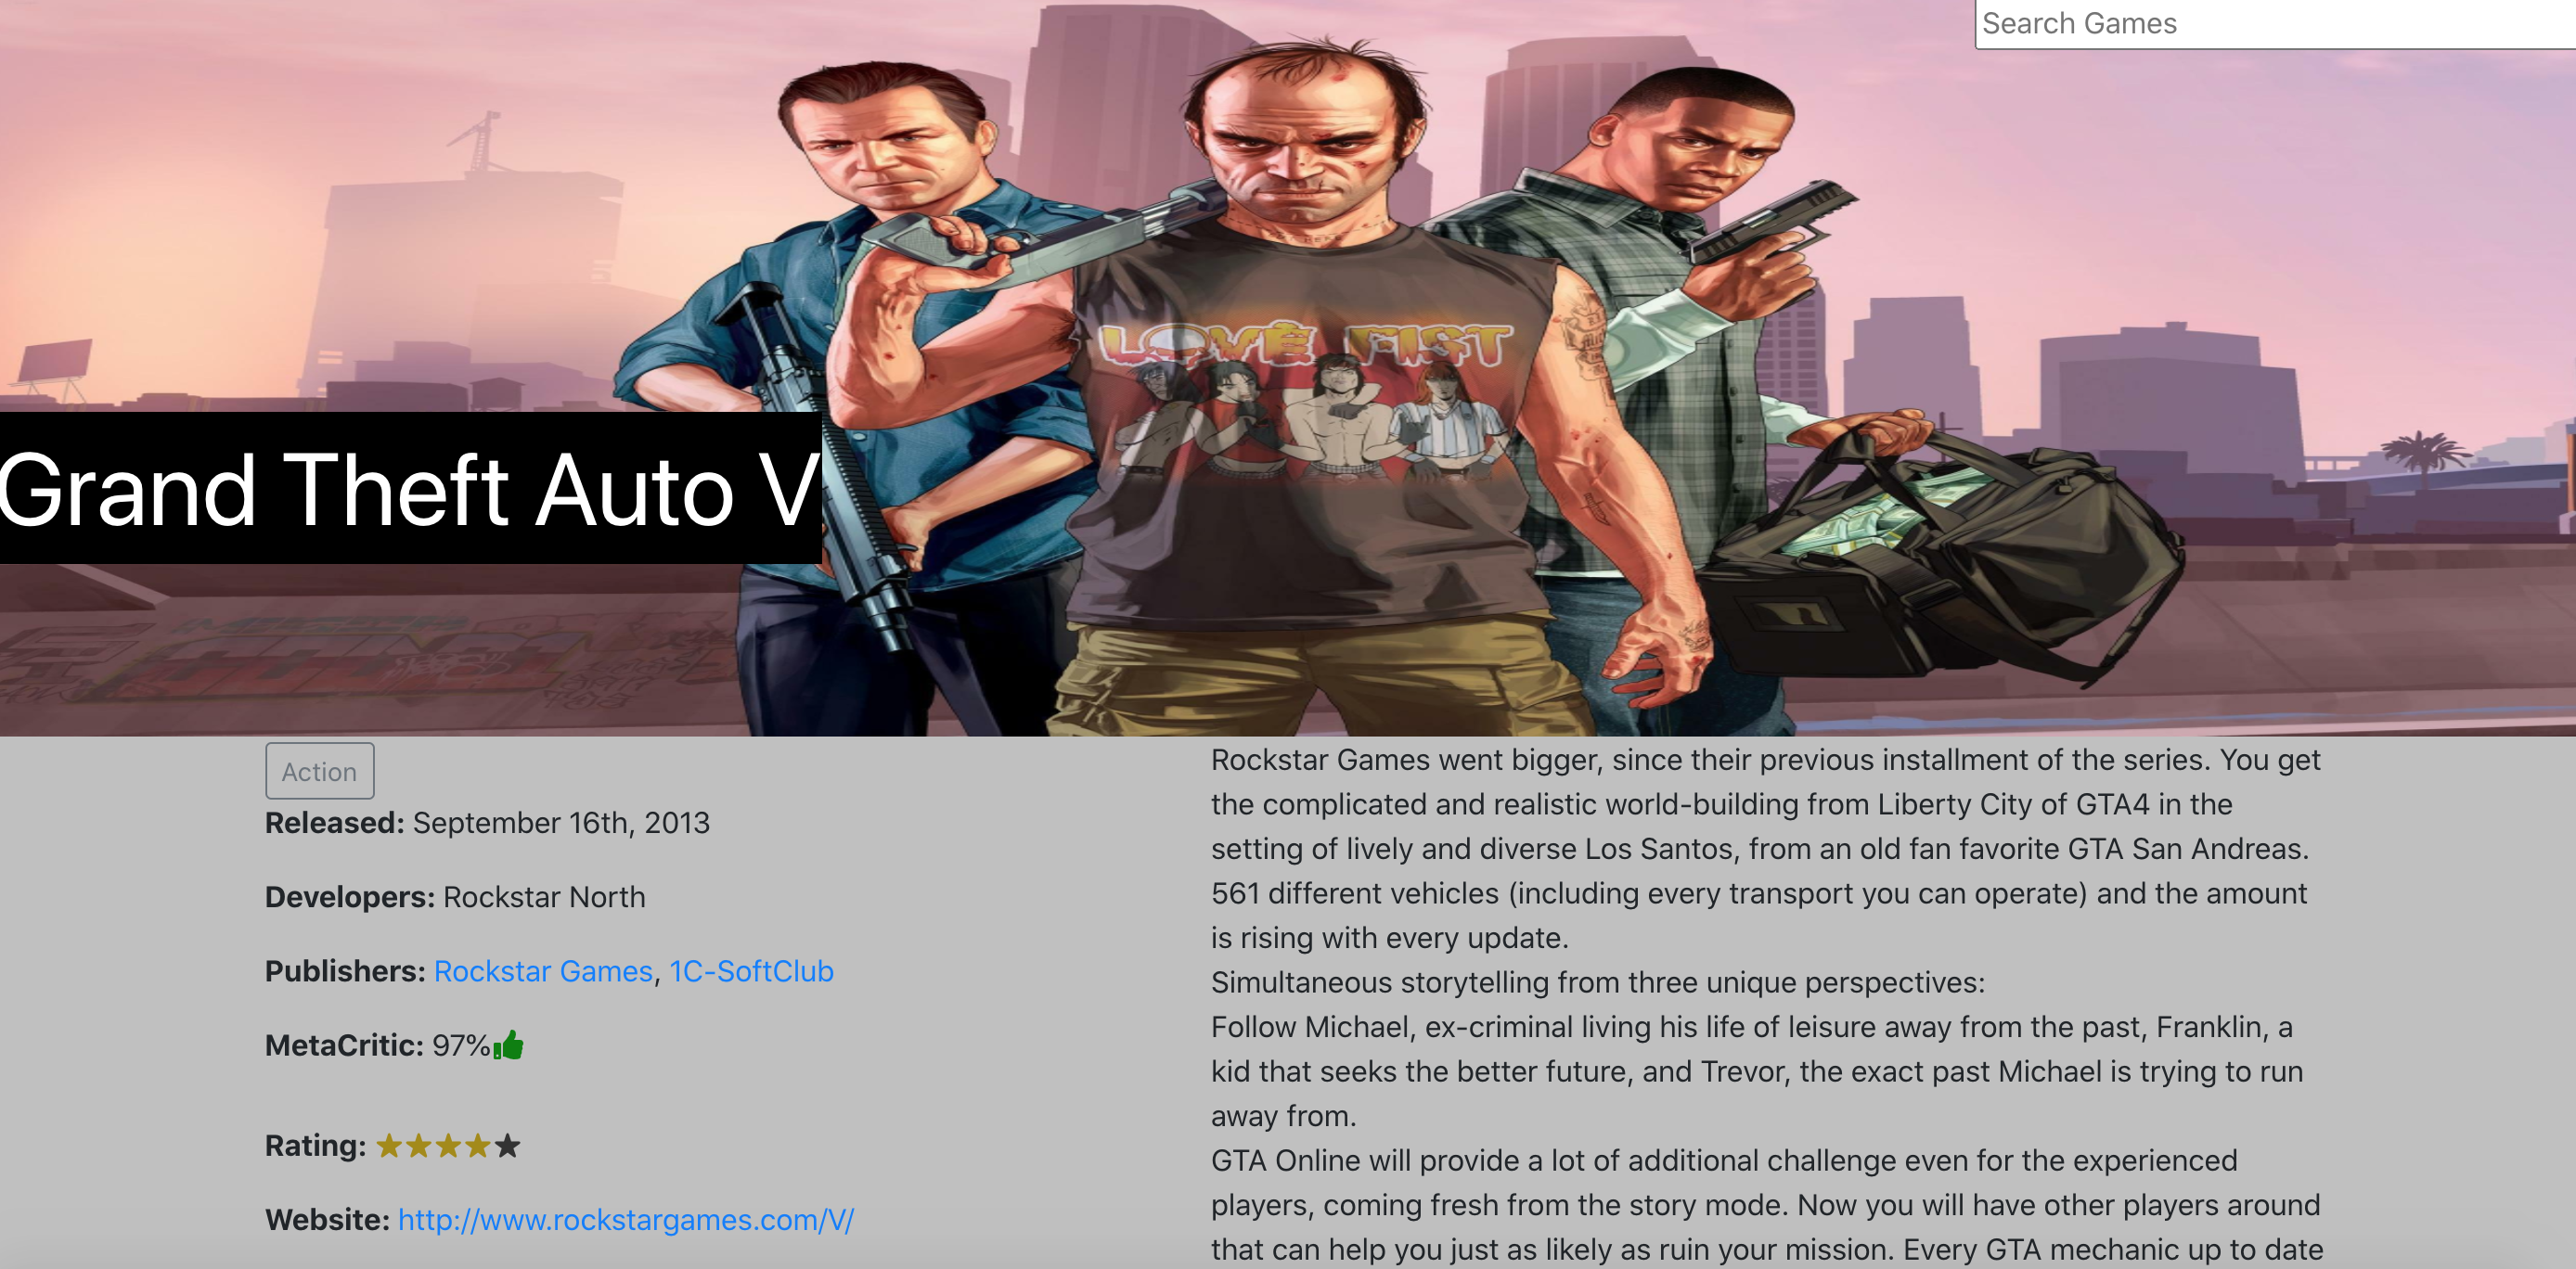 Search Games
LOVE FIST
Grand Theft Auto V
Action
Released: September 16th, 2013
Developers: Rockstar North
Publishers: Rockstar Games, 1C-SoftClub
MetaCritic: 97%
Rating:
Website: http://www.rockstargames.com/V/
Rockstar Games went bigger, since their previous installment of the series. You get
the complicated and realistic world-building from Liberty City of GTA4 in the
setting of lively and diverse Los Santos, from an old fan favorite GTA San Andreas.
561 different vehicles (including every transport you can operate) and the amount
is rising with every update.
Simultaneous storytelling from three unique perspectives:
Follow Michael, ex-criminal living his life of leisure away from the past, Franklin, a
kid that seeks the better future, and Trevor, the exact past Michael is trying to run
away from.
GTA Online will provide a lot of additional challenge even for the experienced
players, coming fresh from the story mode. Now you will have other players around
that can help you just as likely as ruin your mission. Every GTA mechanic up to date